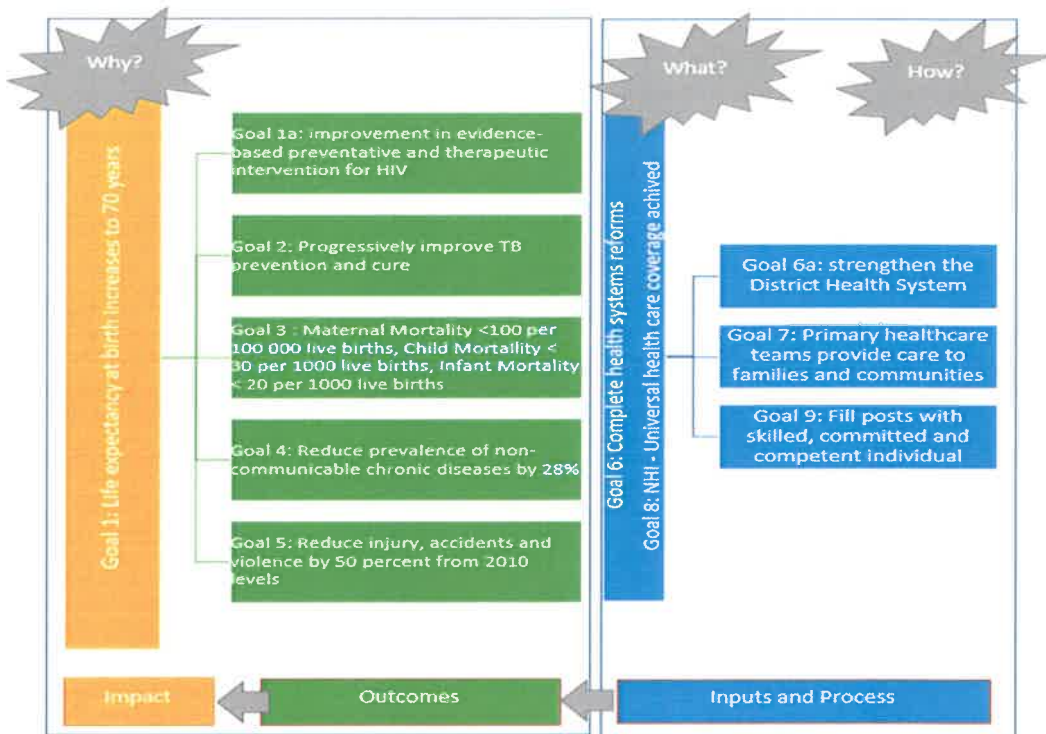 Why?
Goal 1: Life expectancy at birth increases to 70 years
Goal 1a: improvement in evidence-
based preventative and therapeutic
intervention for HIV
Goal 2: Progressively improve TB
prevention and cure
Goal 3 : Maternal Mortality <100 per
100 000 live births, Child Mortallity <
30 per 1000 live births, Infant Mortality
< 20 per 1000 live births
Goal 4: Reduce prevalence of non-
communicable chronic diseases by 28%
Goal 5: Reduce injury, accidents and
violence by 50 percent from 2010
levels
Impact
Outcomes
What?
How?
Goal 6: Complete health systems reforms
Goal 8: NHI - Universal health care coverage achived
Goal 6a: strengthen the
District Health System
Goal 7: Primary healthcare
teams provide care to
families and communities
Goal 9: Fill posts with
skilled, committed and
competent individual
Inputs and Process